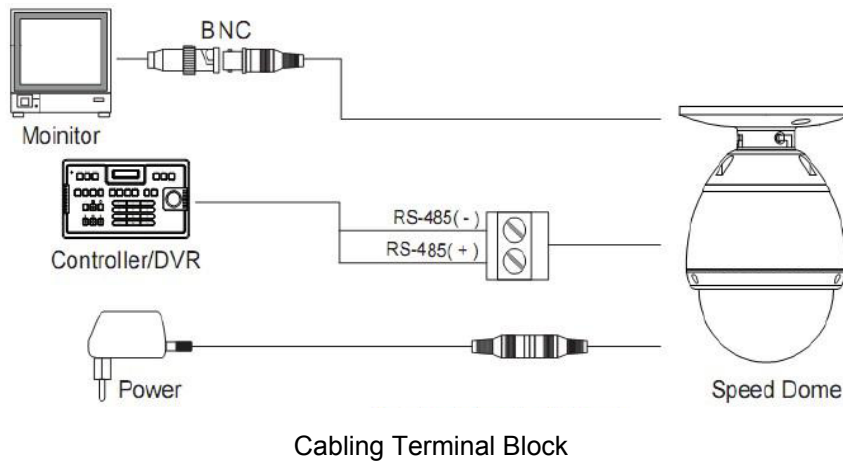 BNC
Moinitor
RS-485( - )
RS-485( + )
Controller/DVR
Power
Speed Dome
Cabling Terminal Block